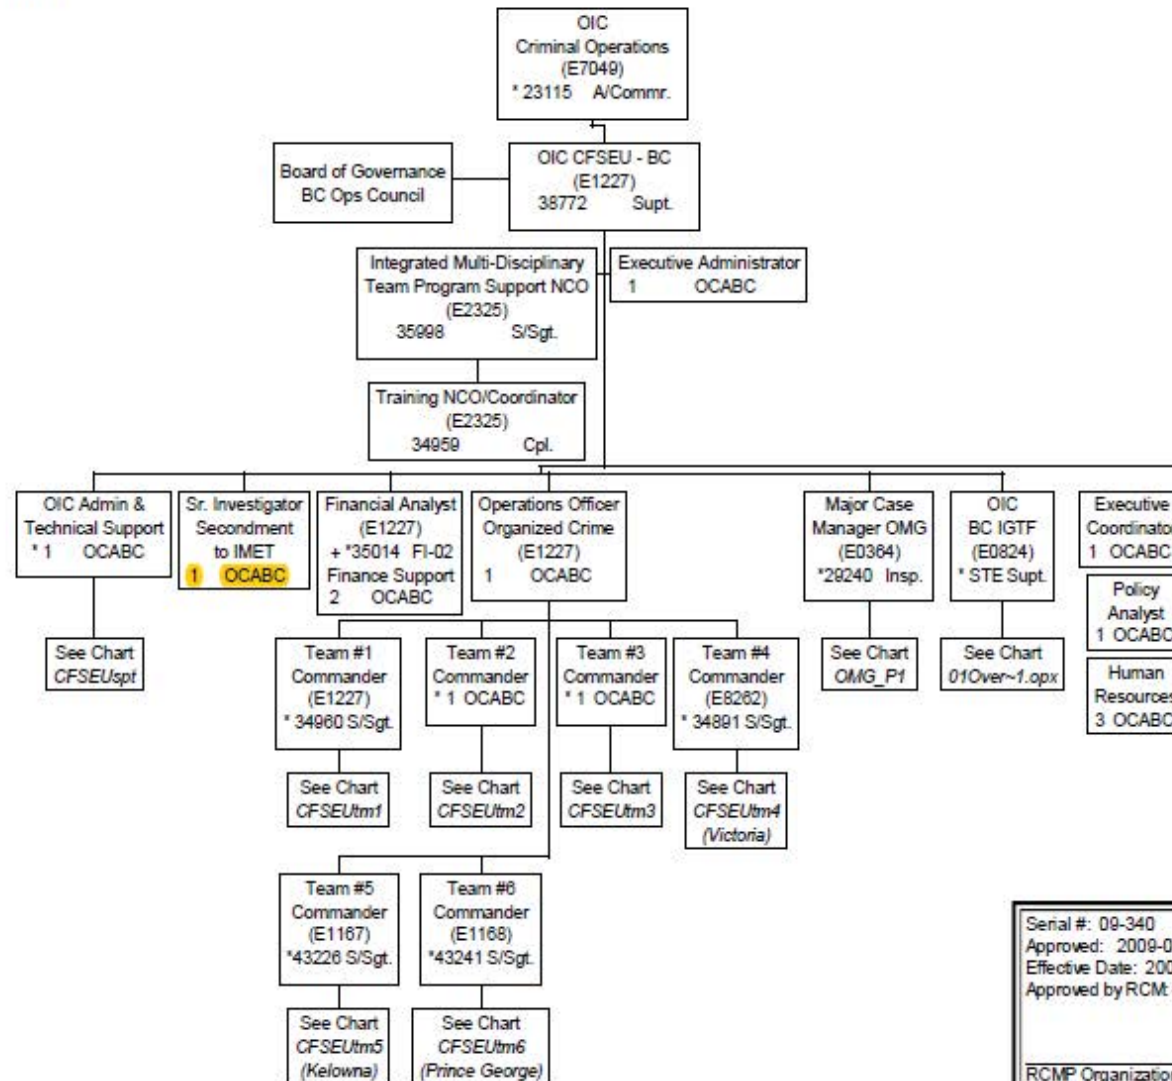 OIC
Criminal Operations
(E7049)
* 23115 A/Commr.
Board of Governance
BC Ops Council
OIC CFSEU - BC
(E1227)
38772 Supt.
Integrated Multi-Disciplinary
Team Program Support NCO
(E2325)
35998 S/Sgt.
Executive Administrator
1 OCABC
Training NCO/Coordinator
(E2325)
34959 Cpl.
OIC Admin &
Technical Support
* 1 OCABC
See Chart
CFSEUspt
Sr. Investigator
Secondment
to IMET
1 OCABC
Financial Analyst
(E1227)
+ *35014 FI-02
Finance Support
2 OCABC
Operations Officer
Organized Crime
(E1227)
1 OCABC
Major Case
Manager OMG
(E0364)
*29240 Insp.
See Chart
OMG_P1
OIC
BC IGTF
(E0824)
* STE Supt.
See Chart
01Over~1.opx
Executive
Coordinato
1 OCABC
Policy
Analyst
1 OCABC
Human
Resources
3 OCABC
Team #1
Commander
(E1227)
* 34960 S/Sgt.
See Chart
CFSEUtm1
Team #2
Commander
* 1 OCABC
See Chart
CFSEUtm2
Team #3
Commander
* 1 OCABC
See Chart
CFSEUtm3
Team #4
Commander
(E8262)
* 34891 S/Sgt.
See Chart
CFSEUtm4
(Victoria)
Team #5
Commander
(E1167)
*43226 S/Sgt.
See Chart
CFSEUtm5
(Kelowna)
Team #6
Commander
(E1168)
*43241 S/Sgt.
See Chart
CFSEUtm6
(Prince George)
Serial #: 09-340
Approved: 2009-0
Effective Date: 200
Approved by RCM
RCMP Organization